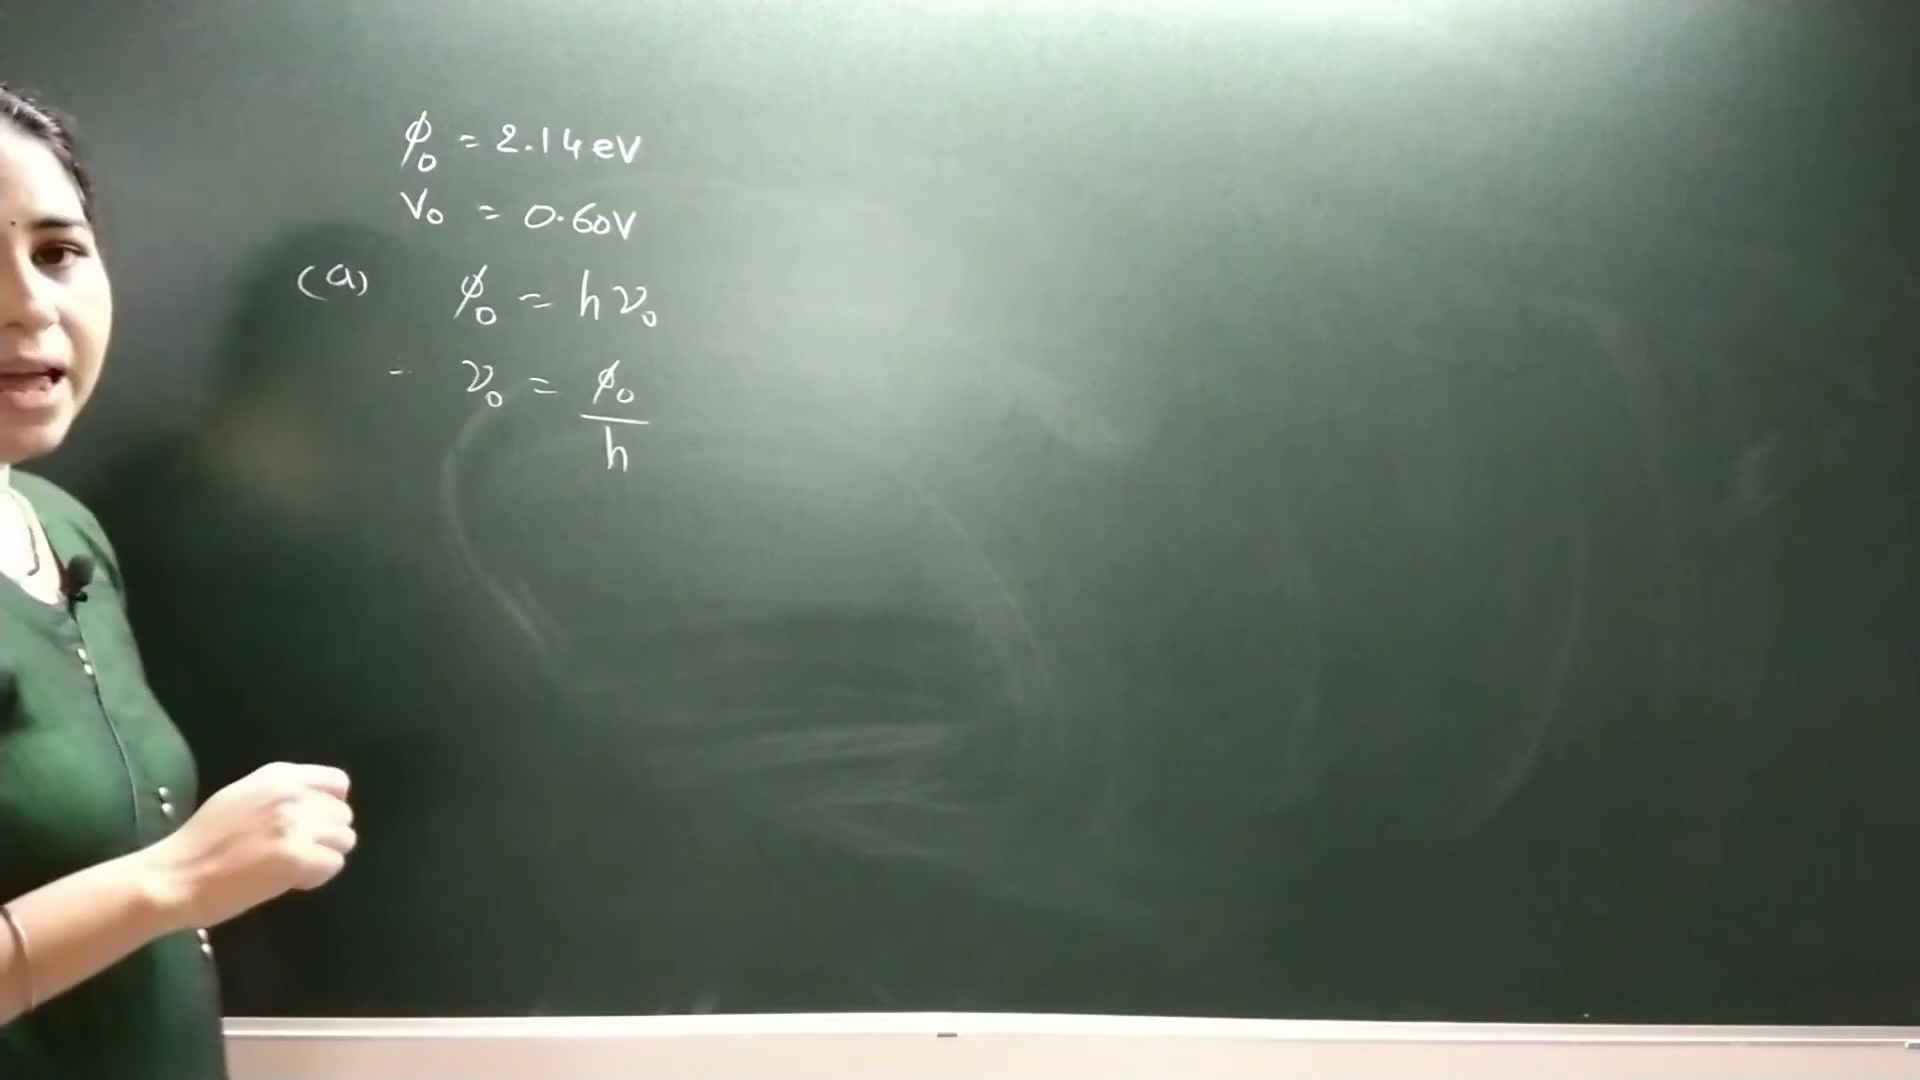 ϕ₀ = 2.14 eV
V₀ = 0.60V
(a) ϕ₀ = hν₀
ν₀ = ϕ₀/h